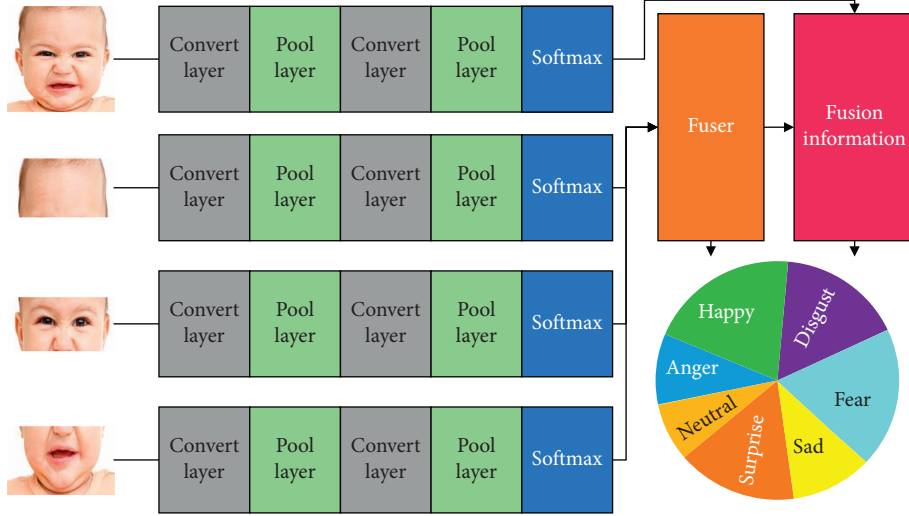 Convert
layer
Pool
layer
Convert
layer
Pool
layer
Softmax
Convert
layer
Pool
layer
Convert
layer
Pool
layer
Softmax
Convert
layer
Pool
layer
Convert
layer
Pool
layer
Softmax
Convert
layer
Pool
layer
Convert
layer
Pool
layer
Softmax
Fuser
Fusion
information
Happy
Disgust
Anger
Fear
Neutral
Surprise
Sad